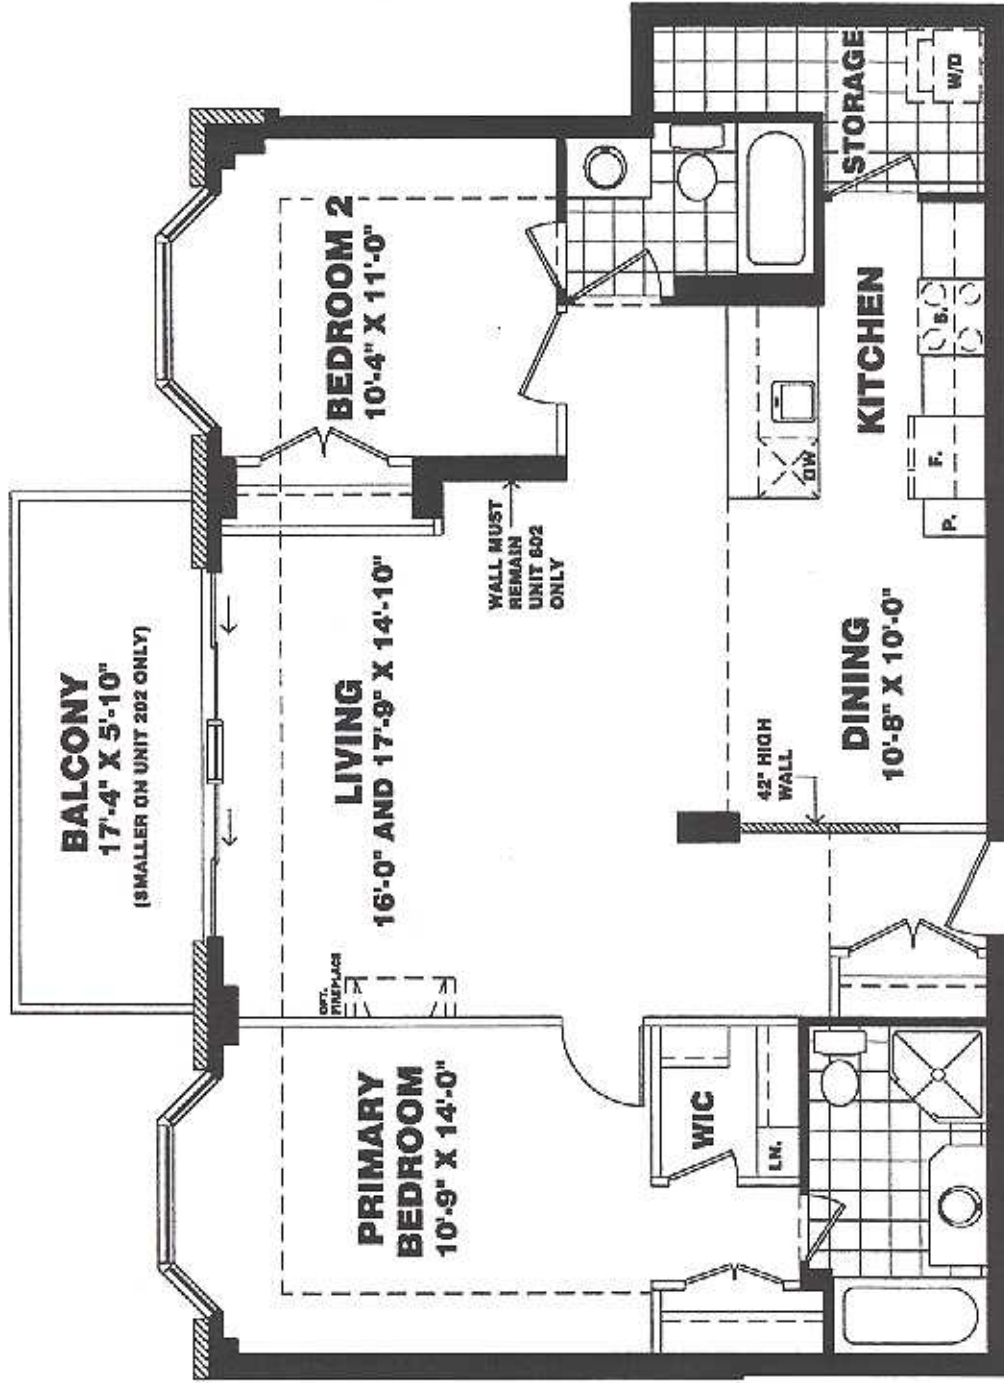 BALCONY
17'-4" X 5'-10"
(SMALLER ON UNIT 202 ONLY)
PRIMARY
BEDROOM
10'-9" X 14'-0"
OPT.
FIREPLACE
LIVING
16'-0" AND 17'-9" X 14'-10"
BEDROOM 2
10'-4" X 11'-0"
WALL MUST
REMAIN
UNIT 602
ONLY
WIC
LN.
42" HIGH
WALL
DINING
10'-8" X 10'-0"
DW
KITCHEN
P.
F.
S.
STORAGE
W/D